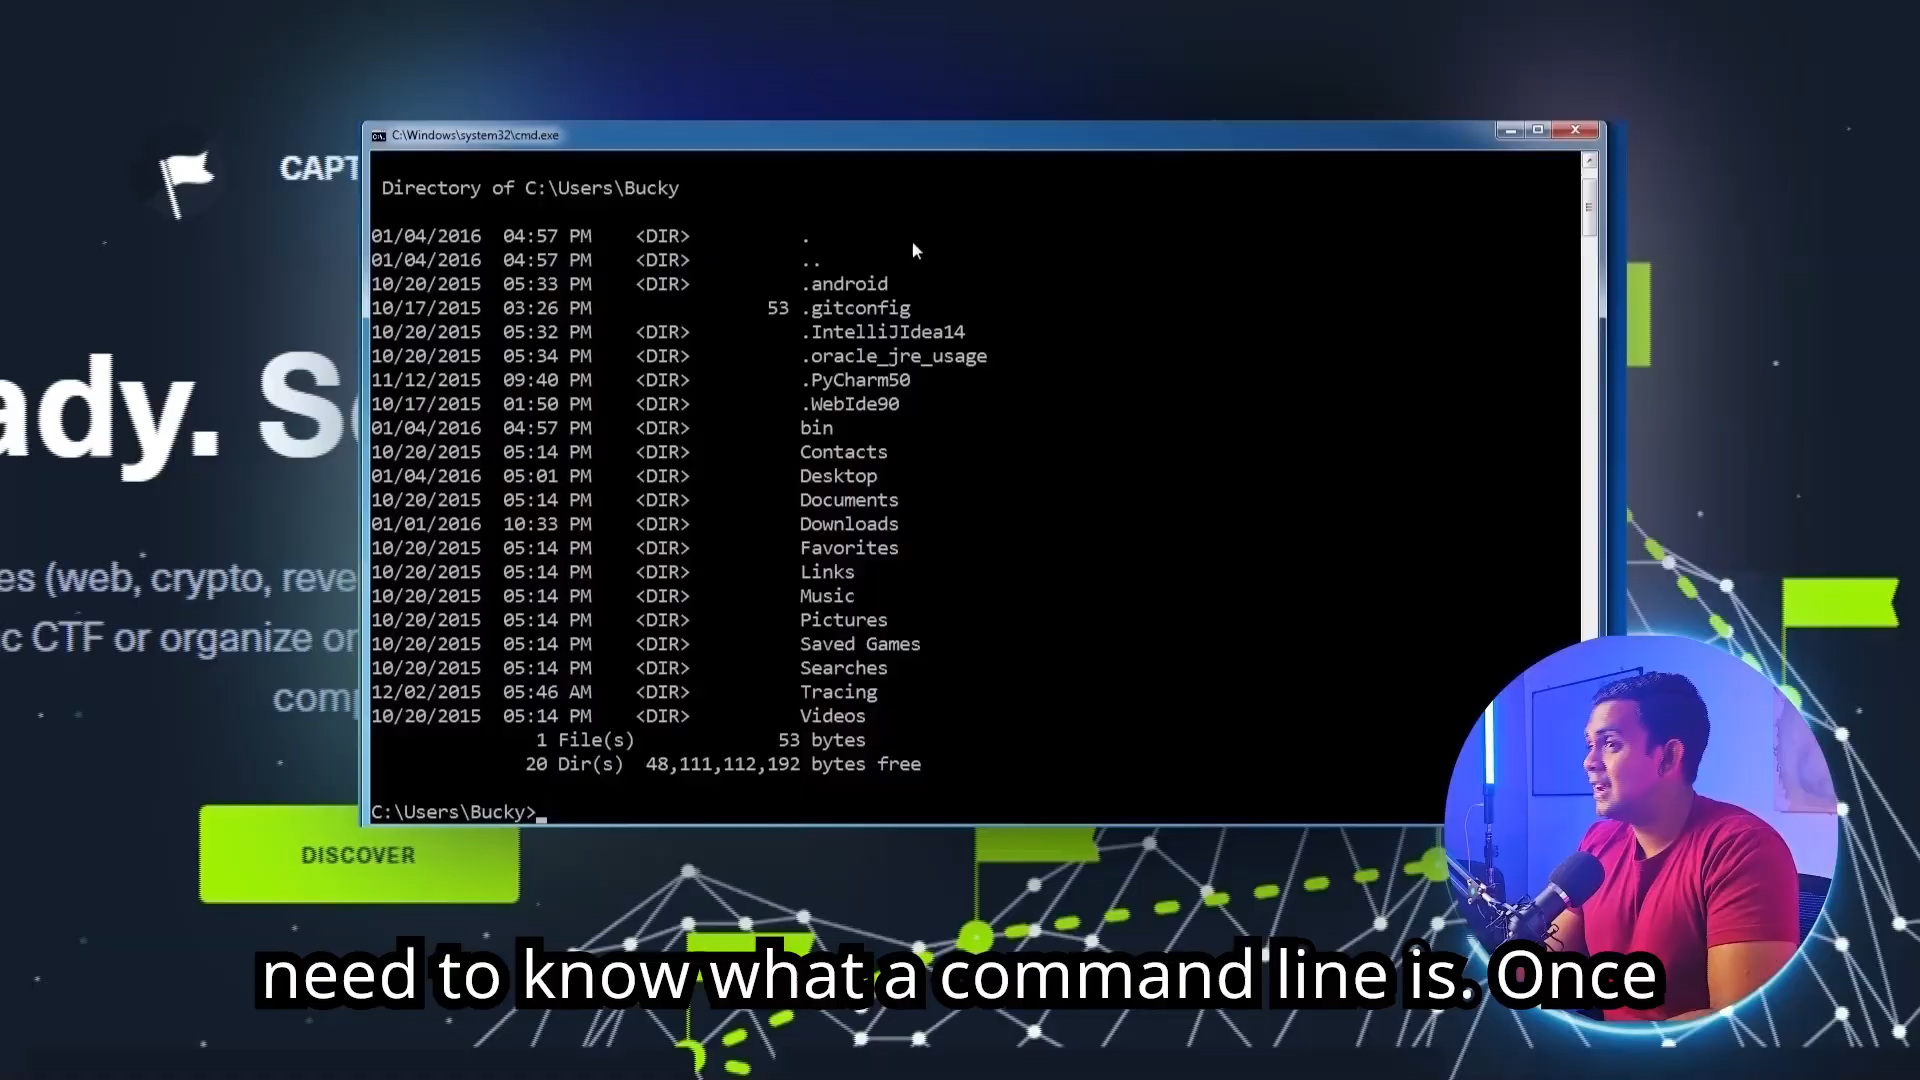 CAPT
ady. S
es (web, crypto, reve
c CTF or organize or
comp
DISCOVER
C:\Windows\system32\cmd.exe
Directory of C:\Users\Bucky
01/04/2016  04:57 PM    <DIR>          .
01/04/2016  04:57 PM    <DIR>          ..
10/20/2015  05:33 PM    <DIR>          .android
10/17/2015  03:26 PM                53 .gitconfig
10/20/2015  05:32 PM    <DIR>          .IntelliJIdea14
10/20/2015  05:34 PM    <DIR>          .oracle_jre_usage
11/12/2015  09:40 PM    <DIR>          .PyCharm50
10/17/2015  01:50 PM    <DIR>          .WebIde90
01/04/2016  04:57 PM    <DIR>          bin
10/20/2015  05:14 PM    <DIR>          Contacts
01/04/2016  05:01 PM    <DIR>          Desktop
10/20/2015  05:14 PM    <DIR>          Documents
01/01/2016  10:33 PM    <DIR>          Downloads
10/20/2015  05:14 PM    <DIR>          Favorites
10/20/2015  05:14 PM    <DIR>          Links
10/20/2015  05:14 PM    <DIR>          Music
10/20/2015  05:14 PM    <DIR>          Pictures
10/20/2015  05:14 PM    <DIR>          Saved Games
10/20/2015  05:14 PM    <DIR>          Searches
12/02/2015  05:46 AM    <DIR>          Tracing
10/20/2015  05:14 PM    <DIR>          Videos
1 File(s)             53 bytes
20 Dir(s)  48,111,112,192 bytes free
C:\Users\Bucky>_
need to know what a command line is. Once